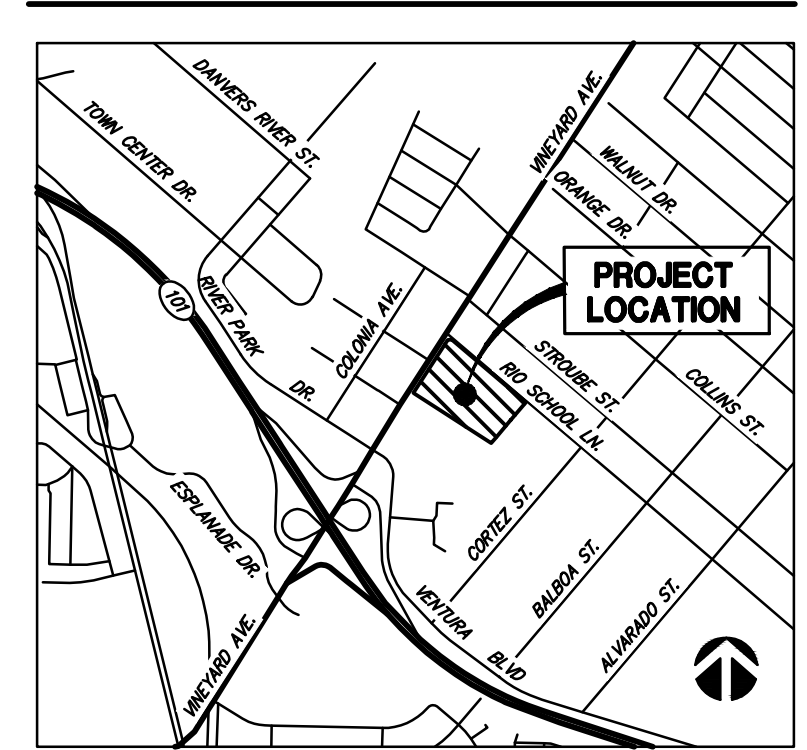 DANVERS RIVER ST.
TOWN CENTER DR.
VINEYARD AVE.
WALNUT DR.
ORANGE DR.
PROJECT
LOCATION
101
RIVER PARK
DR.
COLONIA AVE.
STROUBE ST.
COLLINS ST.
RIO SCHOOL LN.
ESPLANADE DR.
CORTEZ ST.
BALBOA ST.
ALVARADO ST.
VENTURA
BLVD
VINEYARD AVE.